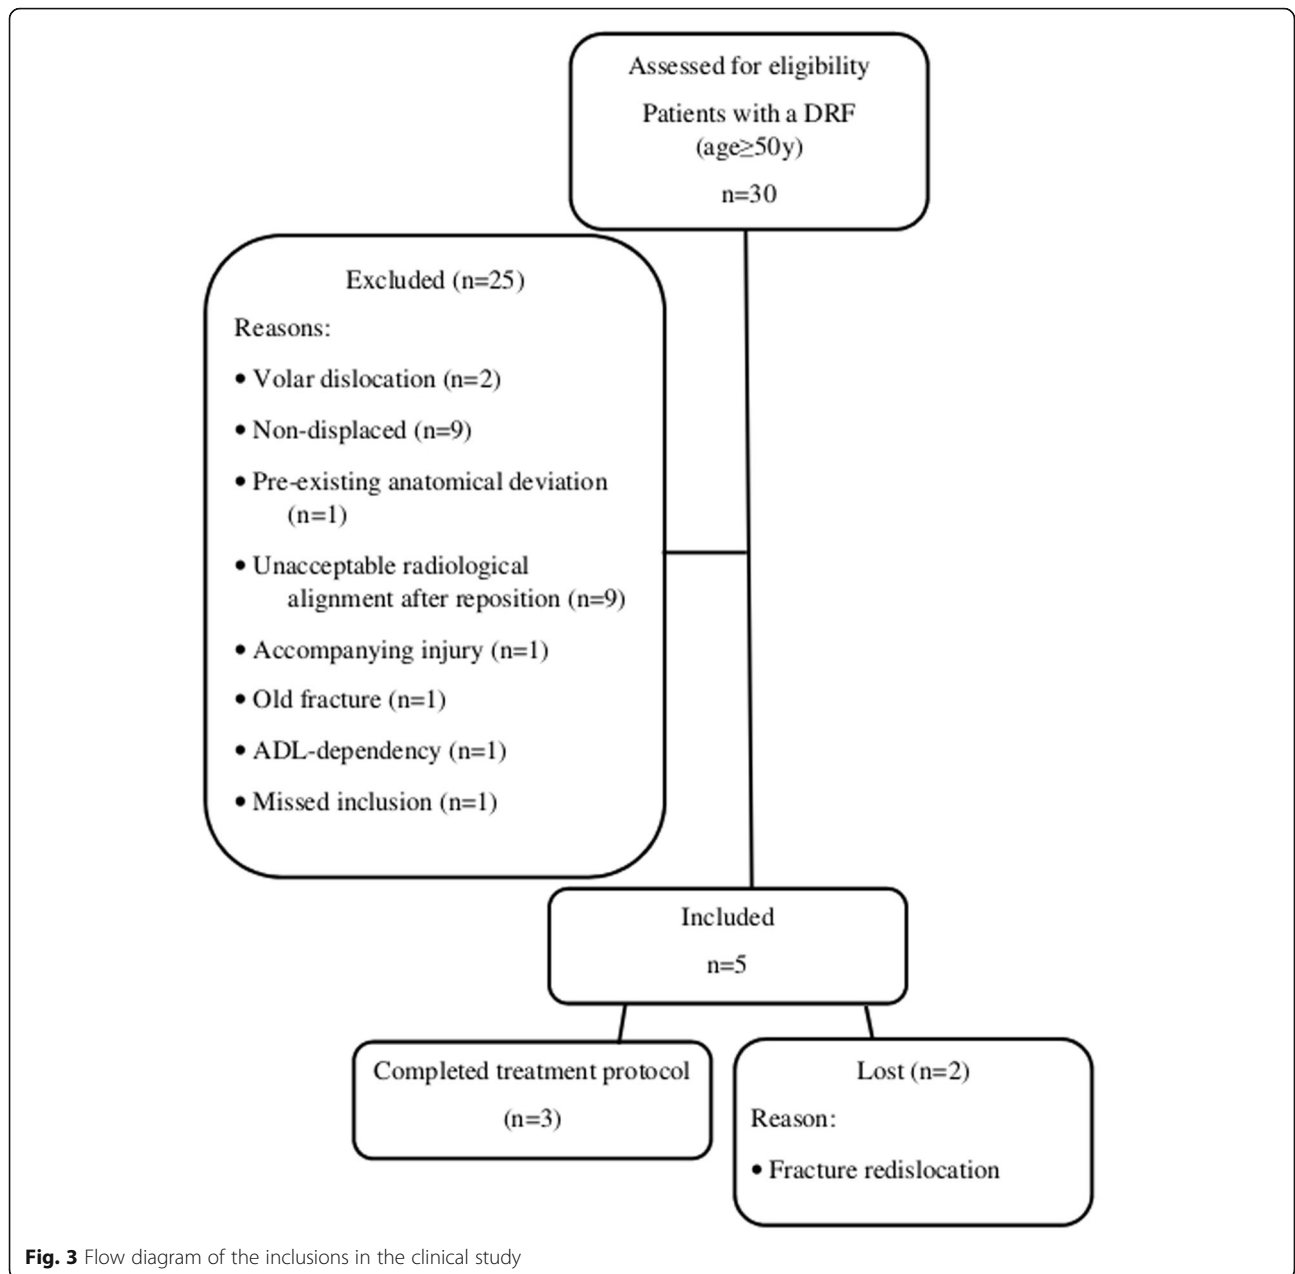 Assessed for eligibility
Patients with a DRF
(age≥50y)
n=30
Excluded (n=25)
Reasons:
• Volar dislocation (n=2)
• Non-displaced (n=9)
• Pre-existing anatomical deviation
(n=1)
• Unacceptable radiological
alignment after reposition (n=9)
• Accompanying injury (n=1)
• Old fracture (n=1)
• ADL-dependency (n=1)
• Missed inclusion (n=1)
Included
n=5
Completed treatment protocol
(n=3)
Lost (n=2)
Reason:
• Fracture redislocation
Fig. 3 Flow diagram of the inclusions in the clinical study